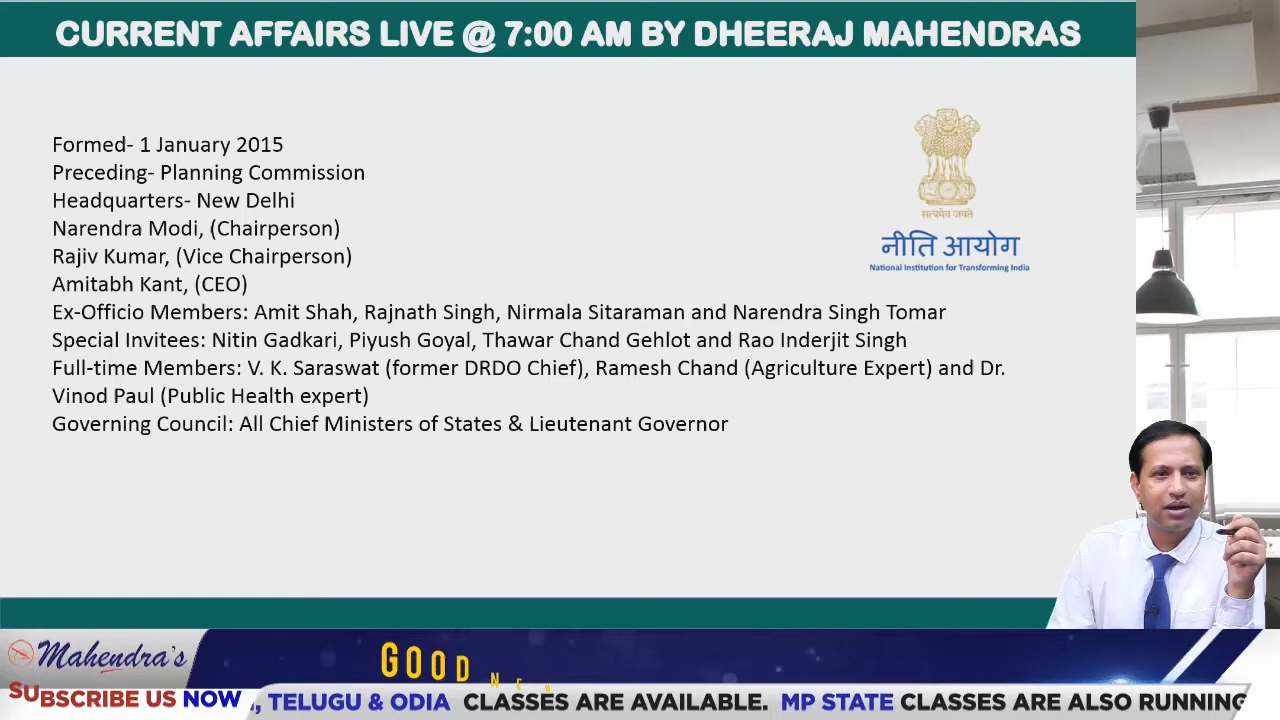 CURRENT AFFAIRS LIVE @ 7:00 AM BY DHEERAJ MAHENDRAS
Formed- 1 January 2015
Preceding- Planning Commission
Headquarters- New Delhi
Narendra Modi, (Chairperson)
Rajiv Kumar, (Vice Chairperson)
Amitabh Kant, (CEO)
Ex-Officio Members: Amit Shah, Rajnath Singh, Nirmala Sitaraman and Narendra Singh Tomar
Special Invitees: Nitin Gadkari, Piyush Goyal, Thawar Chand Gehlot and Rao Inderjit Singh
Full-time Members: V. K. Saraswat (former DRDO Chief), Ramesh Chand (Agriculture Expert) and Dr.
Vinod Paul (Public Health expert)
Governing Council: All Chief Ministers of States & Lieutenant Governor
सत्यमेव जयते
नीति आयोग
National Institution for Transforming India
Mahendra's
GOOD NEW
SUBSCRIBE US NOW
, TELUGU & ODIA CLASSES ARE AVAILABLE. MP STATE CLASSES ARE ALSO RUNNING